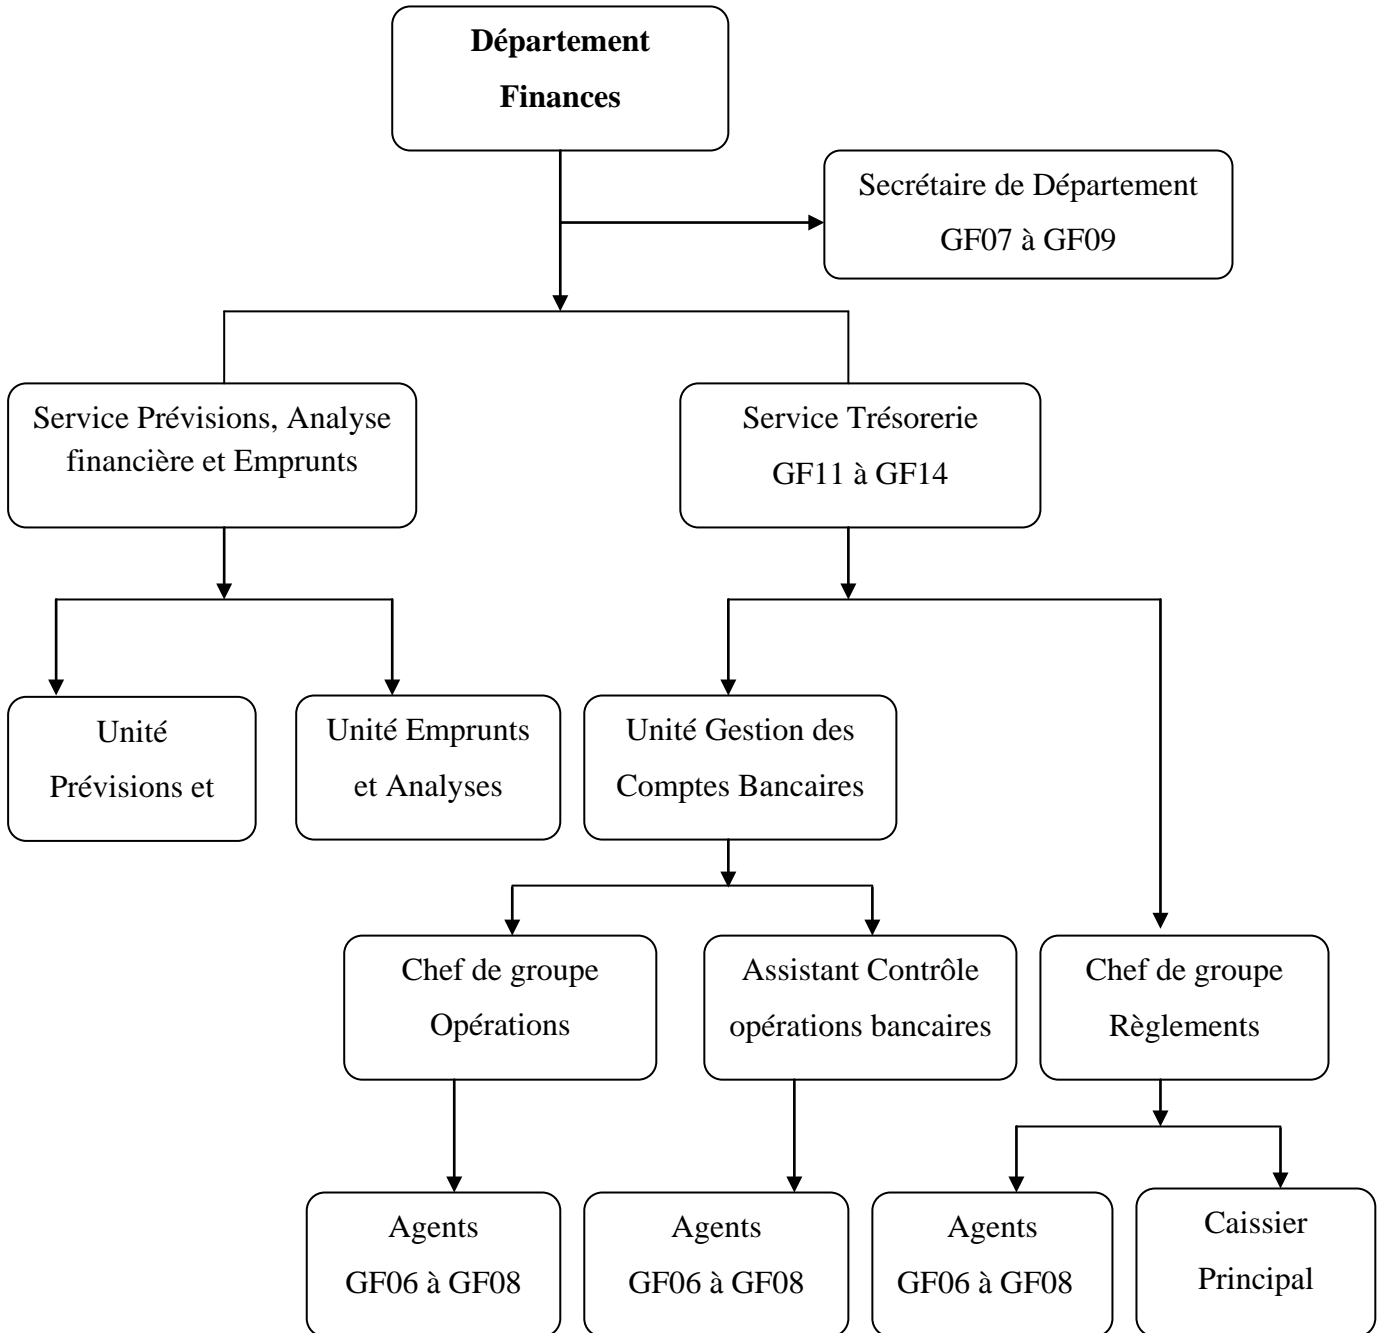 Département
Finances
Secrétaire de Département
GF07 à GF09
Service Prévisions, Analyse
financière et Emprunts
Service Trésorerie
GF11 à GF14
Unité
Prévisions et
Unité Emprunts
et Analyses
Unité Gestion des
Comptes Bancaires
Chef de groupe
Opérations
Assistant Contrôle
opérations bancaires
Chef de groupe
Règlements
Agents
GF06 à GF08
Agents
GF06 à GF08
Agents
GF06 à GF08
Caissier
Principal